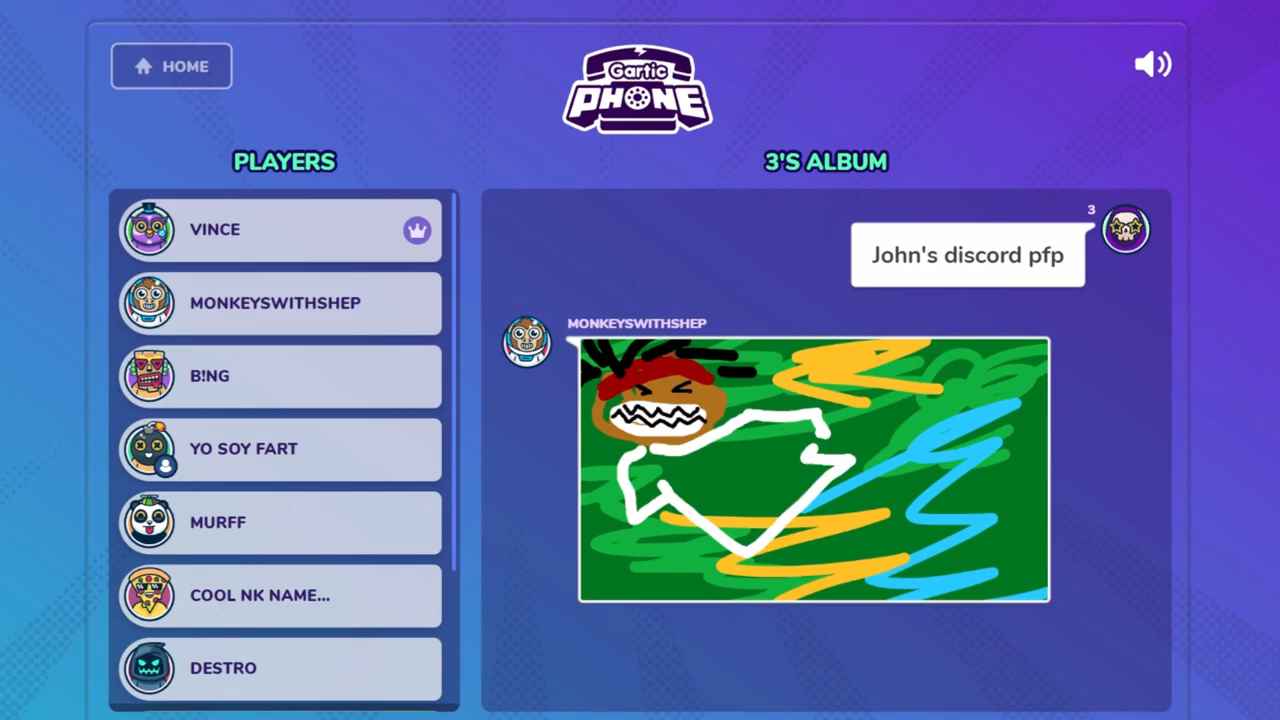 HOME
Gartic
PHONE
PLAYERS
3'S ALBUM
VINCE
MONKEYSWITHSHEP
B!NG
YO SOY FART
MURFF
COOL NK NAME...
DESTRO
3
John's discord pfp
MONKEYSWITHSHEP